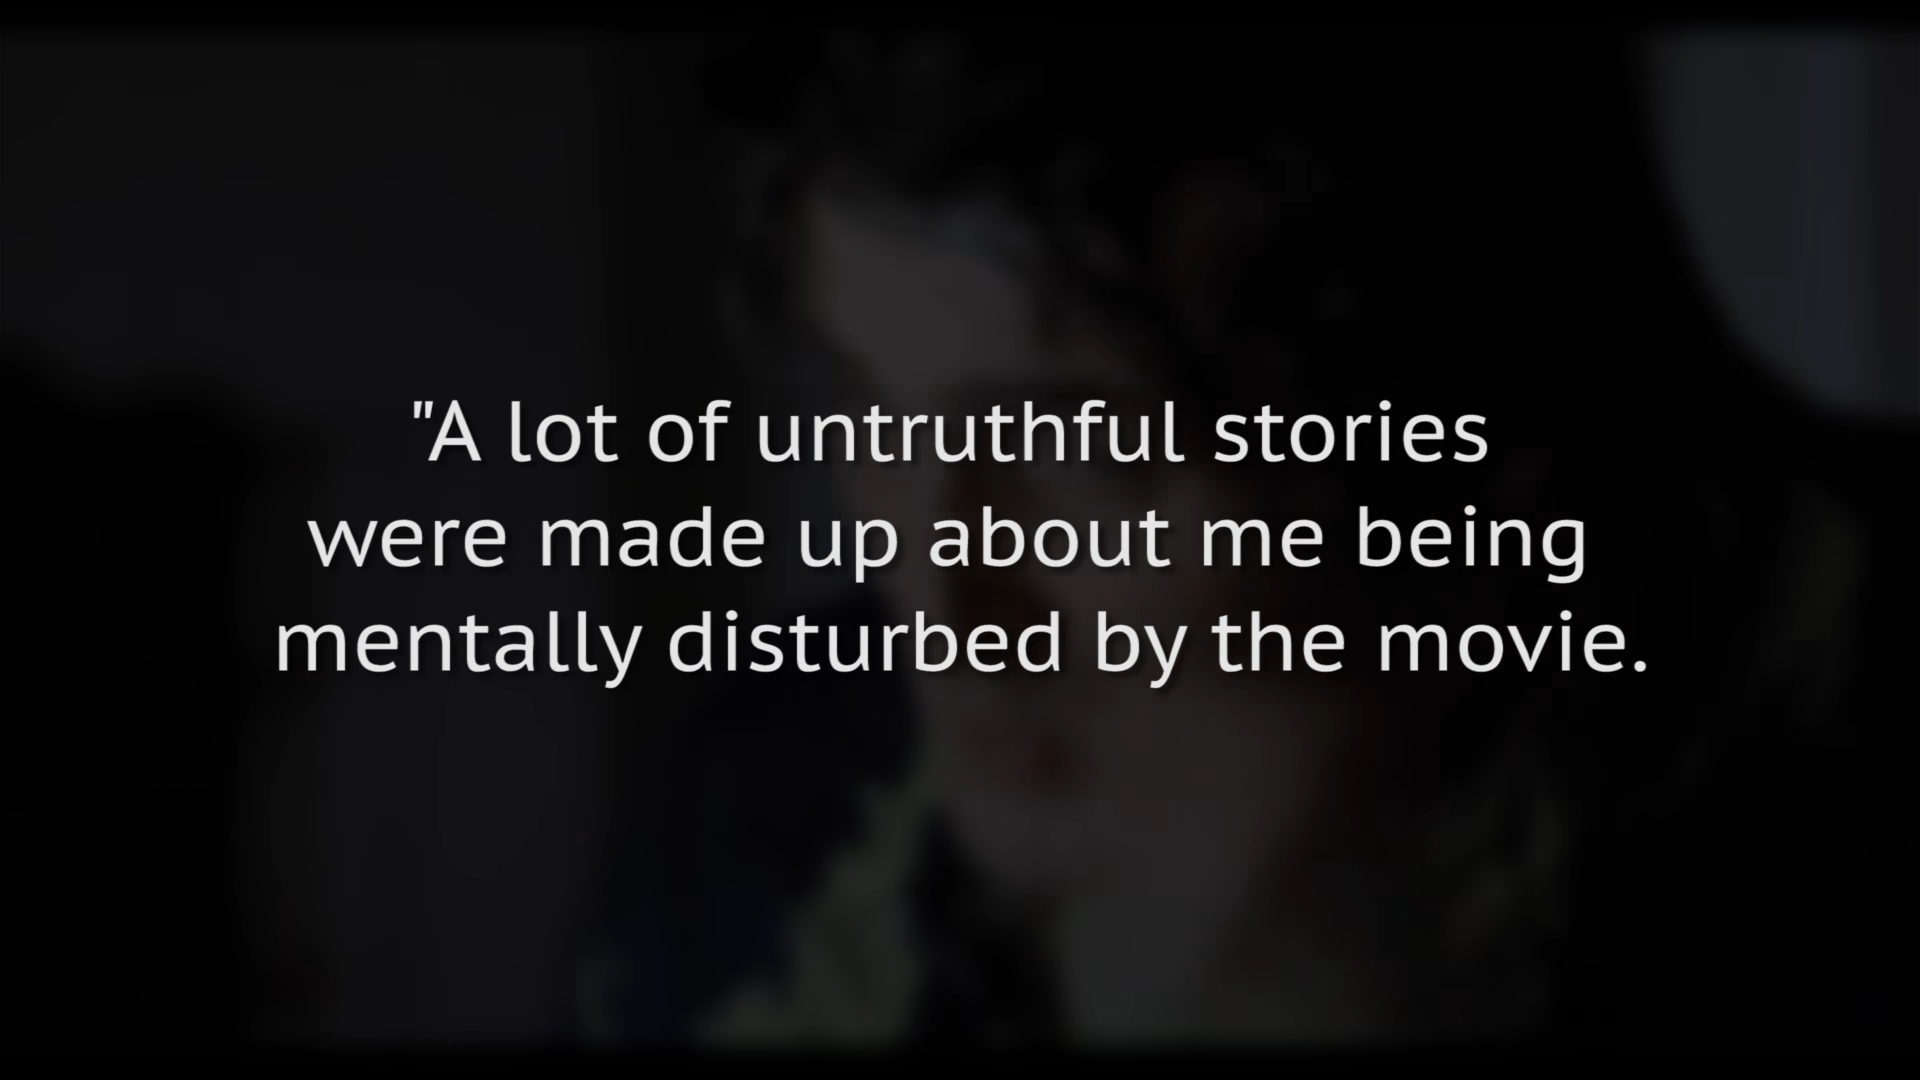 "A lot of untruthful stories
were made up about me being
mentally disturbed by the movie.